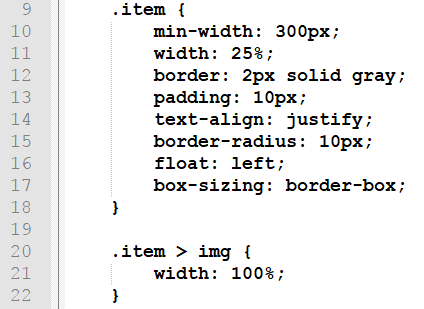 9 .item {
10 min-width: 300px;
11 width: 25%;
12 border: 2px solid gray;
13 padding: 10px;
14 text-align: justify;
15 border-radius: 10px;
16 float: left;
17 box-sizing: border-box;
18 }
19
20 .item > img {
21 width: 100%;
22 }